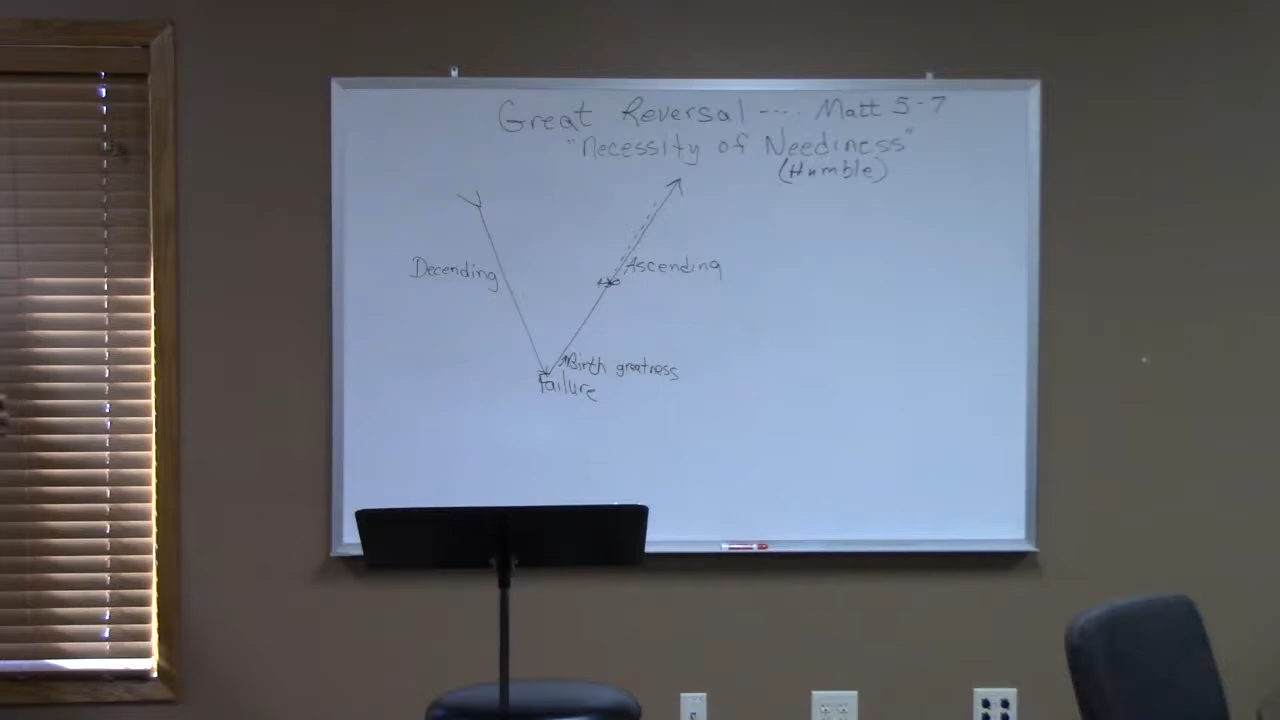 Great Reversal .... Matt 5-7
"Necessity of Neediness"
(Humble)
Decending
Ascending
Birth greatness
Failure